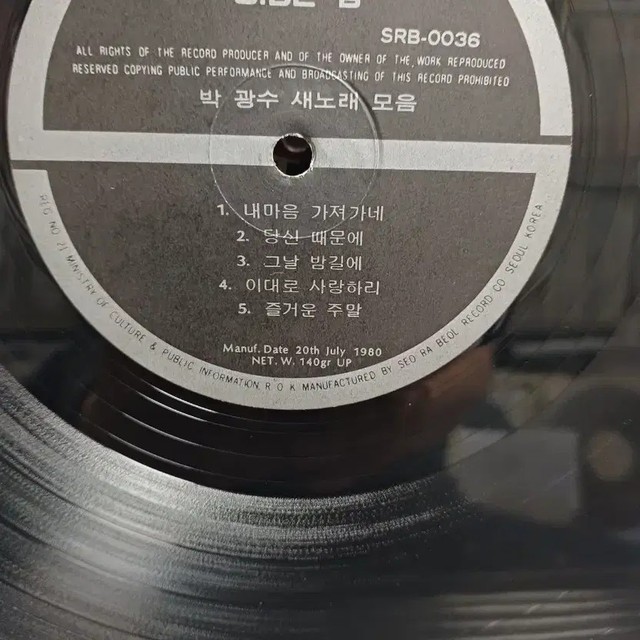 SRB-0036
ALL RIGHTS OF THE RECORD PRODUCER AND OF THE OWNER OF THE WORK REPRODUCED
RESERVED COPYING PUBLIC PERFORMANCE AND BROADCASTING OF THIS RECORD PROHIBITED
박 광수 새노래 모음
1. 내마음 가져가네
2. 당신 때문에
3. 그날 밤길에
4. 이대로 사랑하리
5. 즐거운 주말
Manuf. Date 20th July 1980
NET. W. 140gr UP
REG NO 21 MINISTRY OF CULTURE & PUBLIC INFORMATION, R O K MANUFACTURED BY SEO RA BEOL RECORD CO SEOUL KOREA